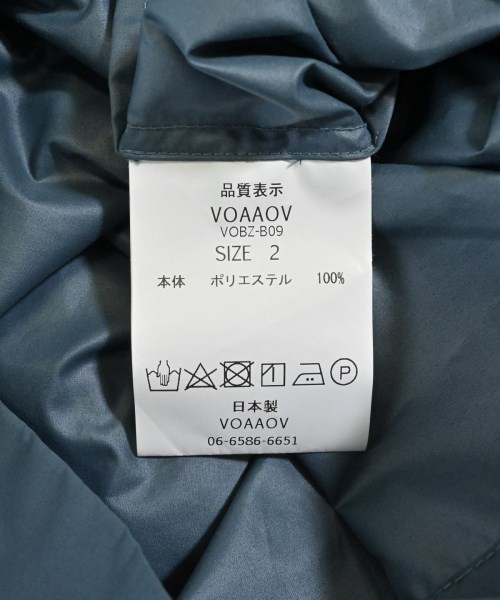 品質表示
VOAAOV
VOBZ-B09
SIZE 2
本体 ポリエステル 100%
P
日本製
VOAAOV
06-6586-6651